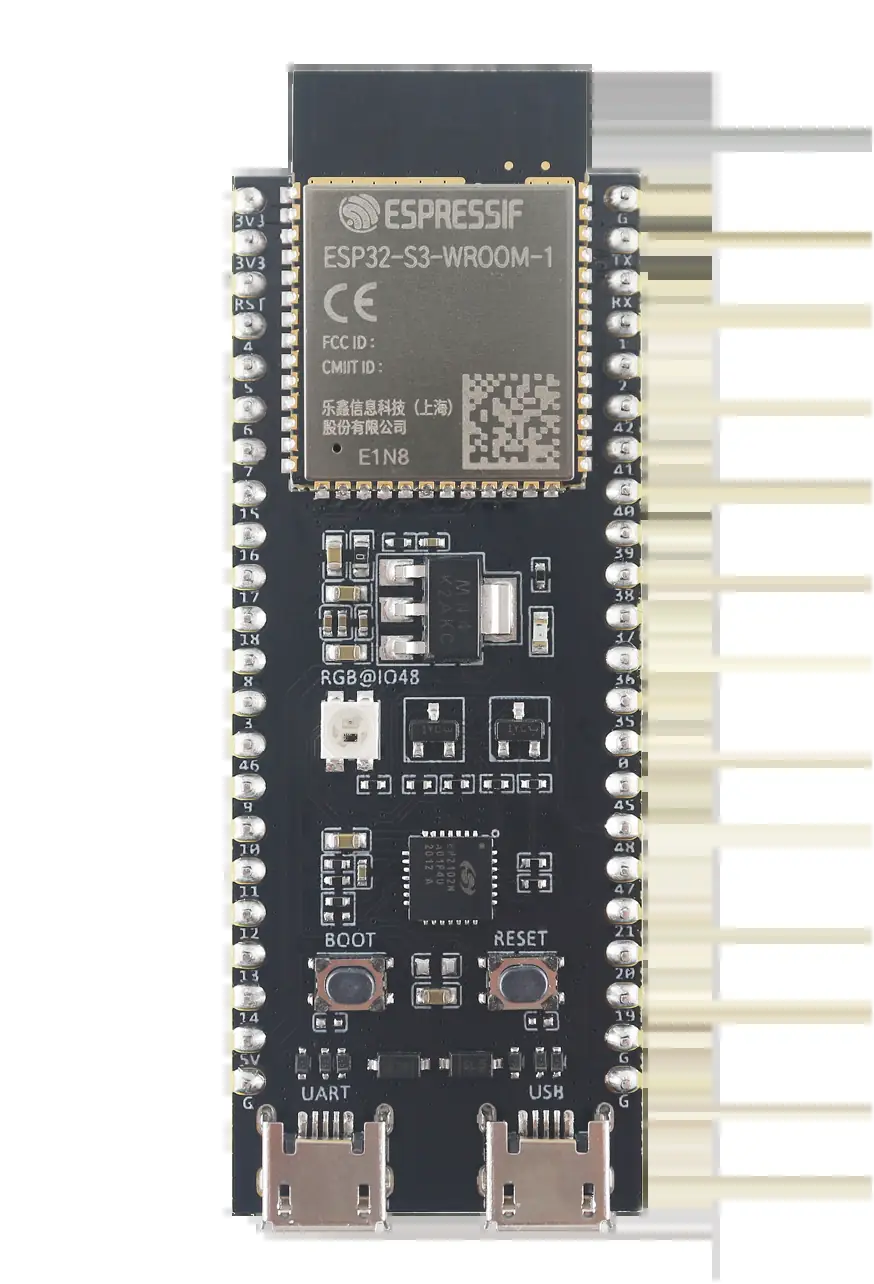 3V3
3V3
RST
4
5
6
7
15
16
17
18
8
3
46
9
10
11
12
13
14
5V
G
ESPRESSIF
ESP32-S3-WROOM-1
CE
FCC ID:
CMIIT ID:
乐鑫信息科技（上海）
股份有限公司
E1N8
RGB@IO48
BOOT
RESET
UART
USB
G
TX
RX
1
2
42
41
40
39
38
37
36
35
0
45
48
47
21
20
19
G
G